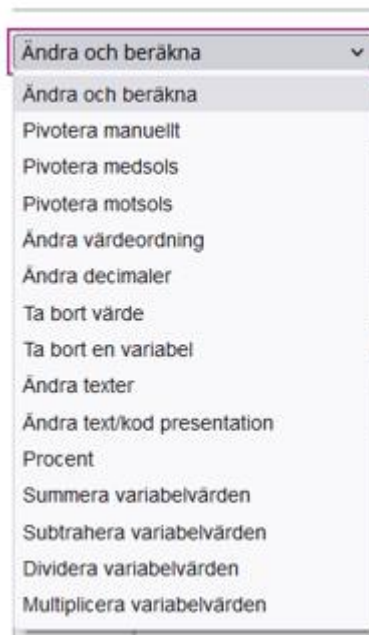 Ändra och beräkna
Ändra och beräkna
Pivotera manuellt
Pivotera medsols
Pivotera motsols
Ändra värdeordning
Ändra decimaler
Ta bort värde
Ta bort en variabel
Ändra texter
Ändra text/kod presentation
Procent
Summera variabelvärden
Subtrahera variabelvärden
Dividera variabelvärden
Multiplicera variabelvärden